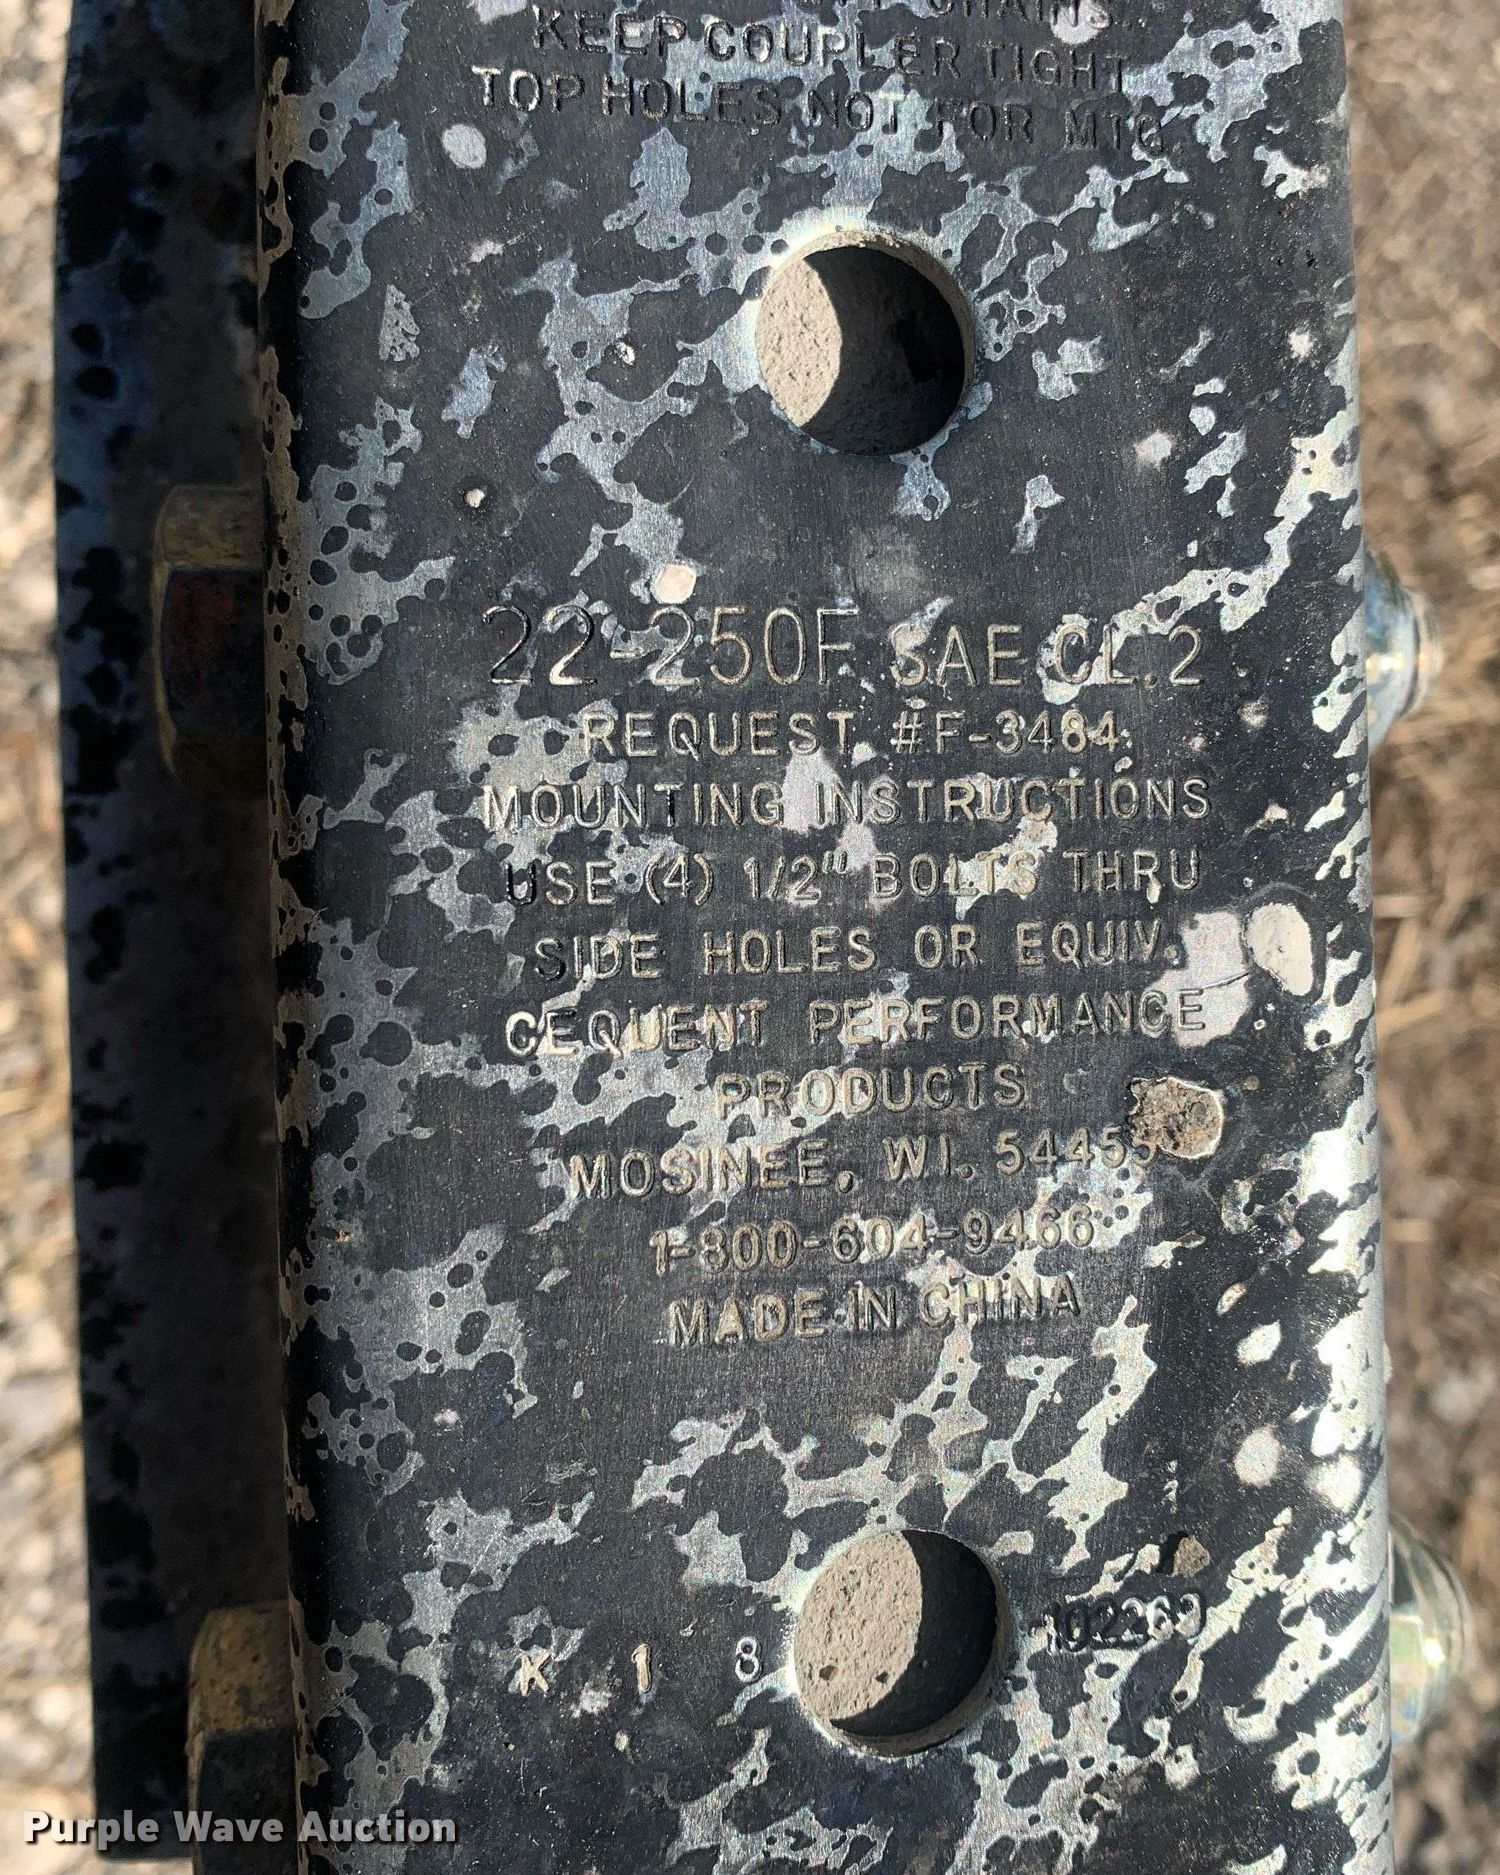 CHAINS
KEEP COUPLER TIGHT
TOP HOLES NOT FOR MTG.
22-250F SAE CL.2
REQUEST #F-3484
MOUNTING INSTRUCTIONS
USE (4) 1/2" BOLTS THRU
SIDE HOLES OR EQUIV.
CEQUENT PERFORMANCE
PRODUCTS
MOSINEE, WI. 54455
1-800-604-9466
MADE IN CHINA
K 1 8
Purple Wave Auction